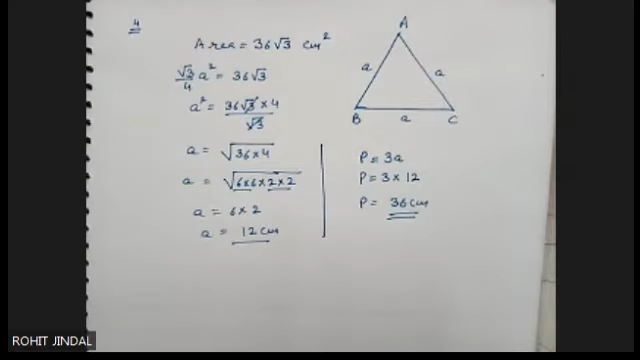 4
Area = 36√3 cm²
√3/4 a² = 36√3
a² = 36√3 × 4 / √3
a = √36×4
a = √6×6×2×2
a = 6×2
a = 12 cm
A
a a
B a C
P = 3a
P = 3 × 12
P = 36 cm
ROHIT JINDAL